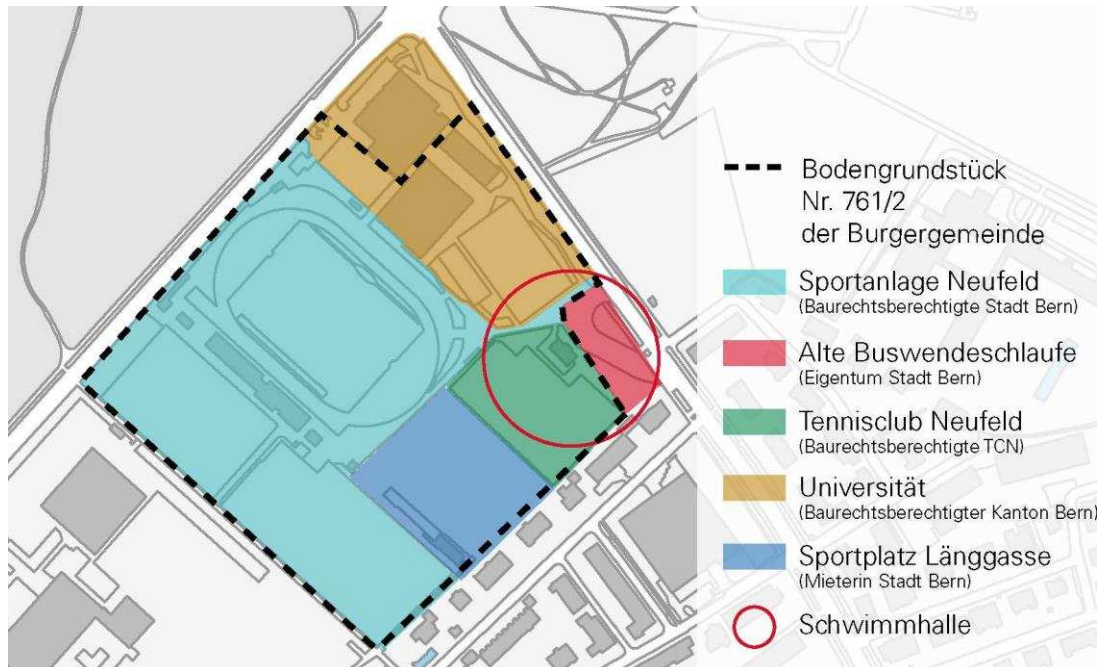 Bodengrundstück
Nr. 761/2
der Burgergemeinde
Sportanlage Neufeld
(Baurechtsberechtigte Stadt Bern)
Alte Buswendeschlaufe
(Eigentum Stadt Bern)
Tennisclub Neufeld
(Baurechtsberechtigte TCN)
Universität
(Baurechtsberechtigter Kanton Bern)
Sportplatz Länggasse
(Mieterin Stadt Bern)
Schwimmhalle